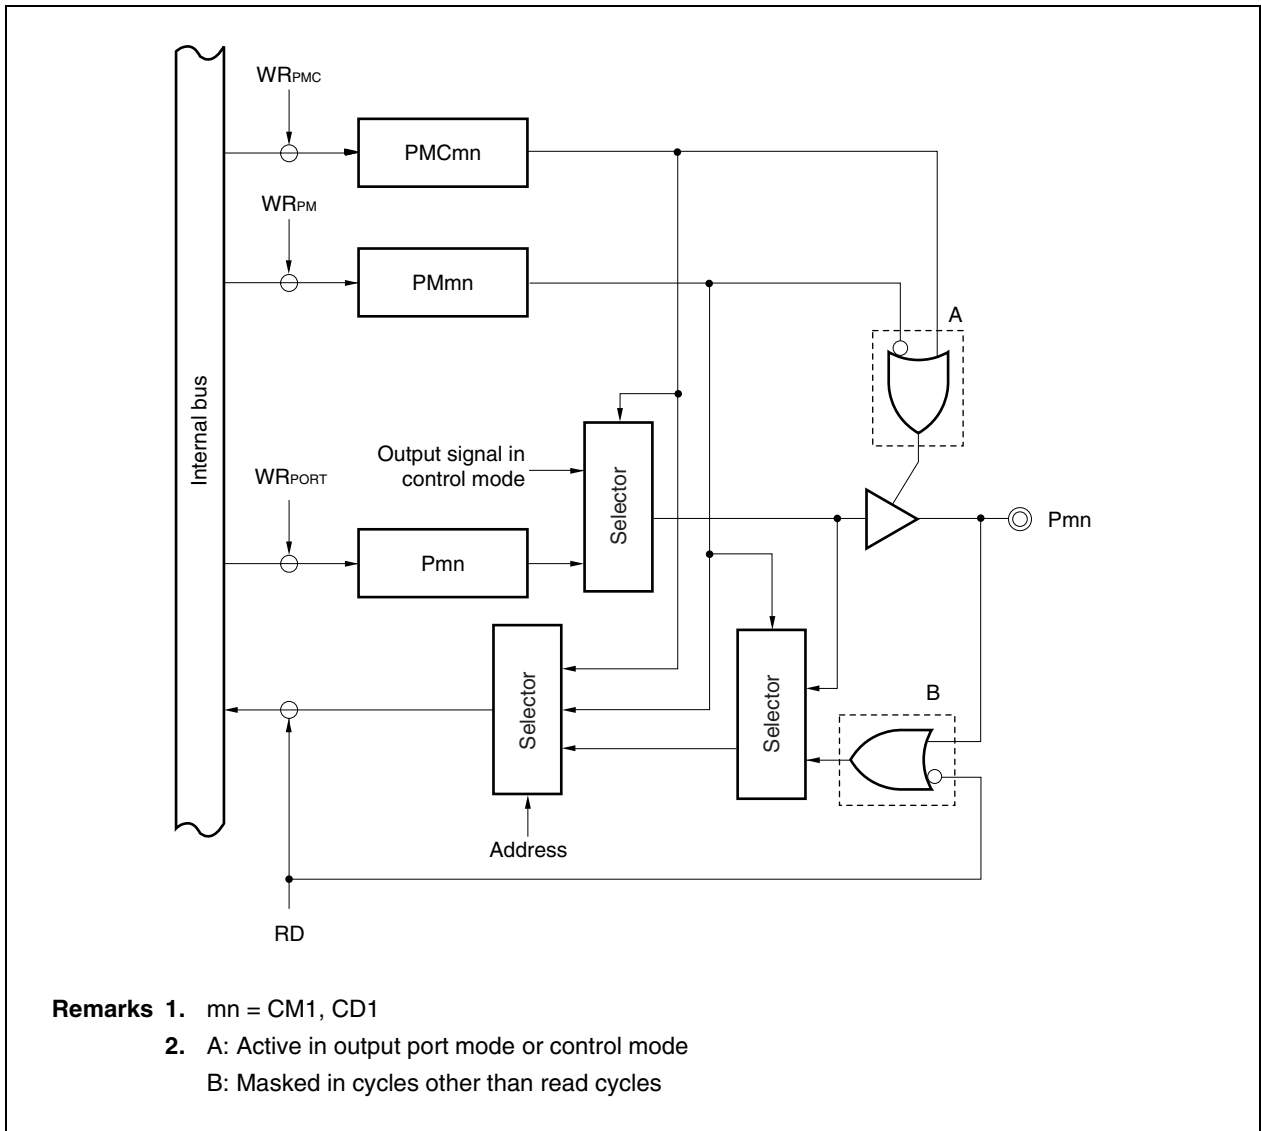 WRPMC
PMCmn
WRPM
PMmn
A
Internal bus
Output signal in
control mode
Selector
WRPORT
Pmn
Pmn
Selector
Selector
B
Address
RD
Remarks 1. mn = CM1, CD1
2. A: Active in output port mode or control mode
B: Masked in cycles other than read cycles